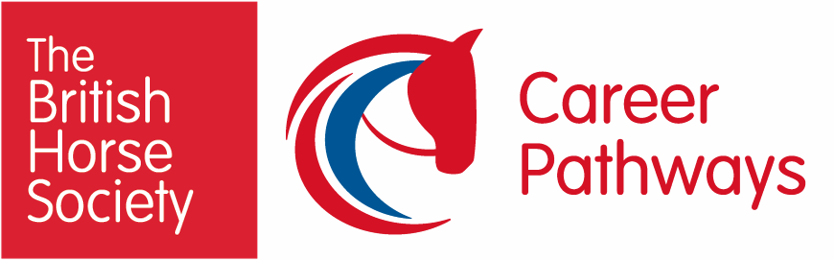 The
British
Horse
Society
Career
Pathways